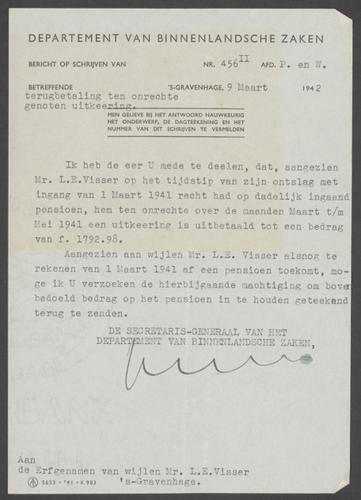 DEPARTEMENT VAN BINNENLANDSCHE ZAKEN
BERICHT OP SCHRIJVEN VAN
NR. 456II AFD. P. en W.
BETREFFENDE
'S-GRAVENHAGE, 9 Maart 1942
terugbetaling ten onrechte
genoten uitkeering.
MEN GELIEVE BIJ HET ANTWOORD NAUWKEURIG
HET ONDERWERP, DE DAGTEEKENING EN HET
NUMMER VAN DIT SCHRIJVEN TE VERMELDEN
Ik heb de eer U mede te deelen, dat, aangezien
Mr. L.E.Visser op het tijdstip van zijn ontslag met
ingang van 1 Maart 1941 recht had op dadelijk ingaand
pensioen, hem ten onrechte over de maanden Maart t/m
Mei 1941 een uitkeering is uitbetaald tot een bedrag
van f. 1792.98.
Aangezien aan wijlen Mr. L.E. Visser alsnog te
rekenen van 1 Maart 1941 af een pensioen toekomt, mo-
ge ik U verzoeken de hierbijgaande machtiging om boven
bedoeld bedrag op het pensioen in te houden geteekend
terug te zenden.
DE SECRETARIS-GENERAAL VAN HET
DEPARTEMENT VAN BINNENLANDSCHE ZAKEN,
Aan
de Erfgenamen van wijlen Mr. L.E.Visser
's-Gravenhage.
5653 - '41 - K 983